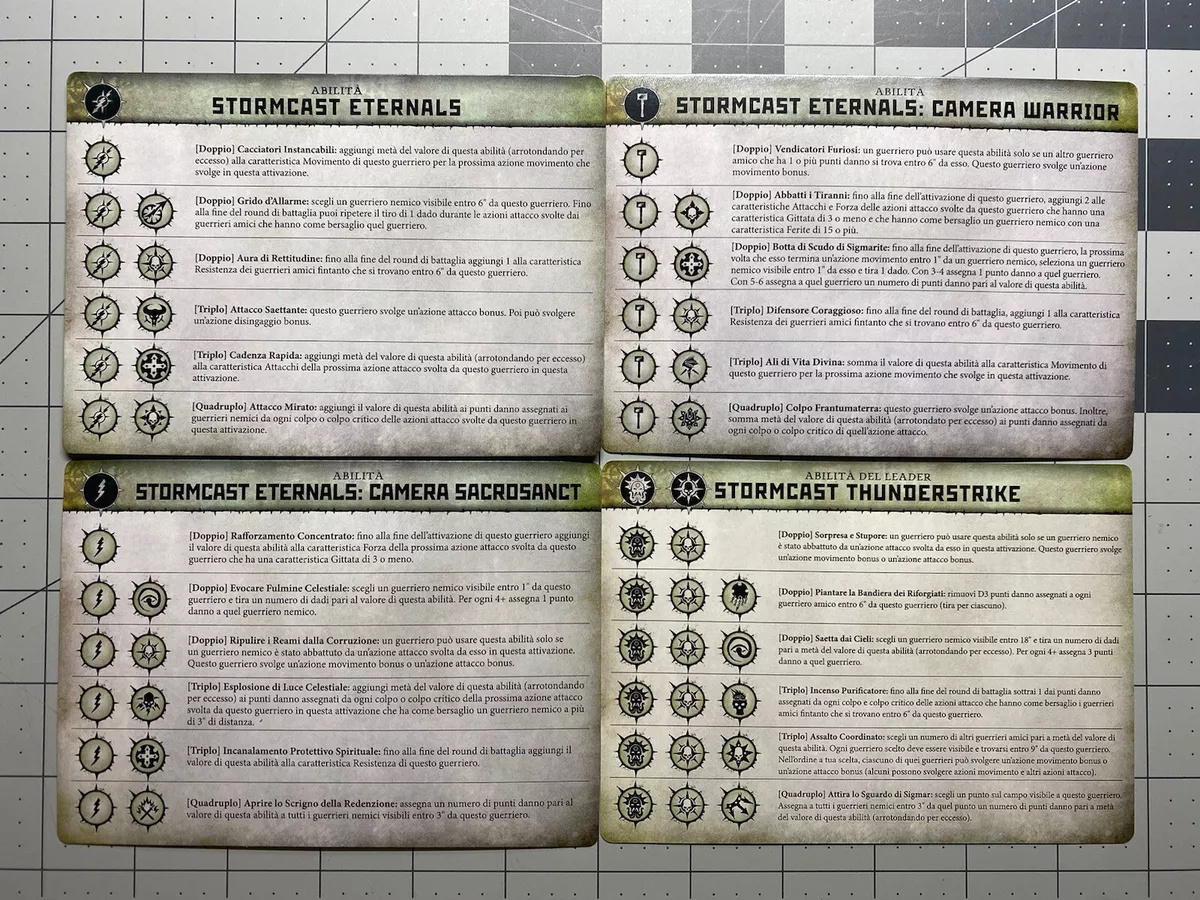 ABILITÀ
STORMCAST ETERNALS
[Doppio] Cacciatori Instancabili: aggiungi metà del valore di questa abilità (arrotondando per
eccesso) alla caratteristica Movimento di questo guerriero per la prossima azione movimento che
svolge in questa attivazione.
[Doppio] Grido d'Allarme: scegli un guerriero nemico visibile entro 6" da questo guerriero. Fino
alla fine del round di battaglia puoi ripetere il tiro di 1 dado durante le azioni attacco svolte dai
guerrieri amici che hanno come bersaglio quel guerriero.
[Doppio] Aura di Rettitudine: fino alla fine del round di battaglia aggiungi 1 alla caratteristica
Resistenza dei guerrieri amici fintanto che si trovano entro 6" da questo guerriero.
[Triplo] Attacco Saettante: questo guerriero svolge un'azione attacco bonus. Poi può svolgere
un'azione disingaggio bonus.
[Triplo] Cadenza Rapida: aggiungi metà del valore di questa abilità (arrotondando per eccesso)
alla caratteristica Attacchi della prossima azione attacco svolta da questo guerriero in questa
attivazione.
[Quadruplo] Attacco Mirato: aggiungi il valore di questa abilità ai punti danno assegnati ai
guerrieri nemici da ogni colpo o colpo critico delle azioni attacco svolte da questo guerriero in
questa attivazione.
ABILITÀ
STORMCAST ETERNALS: CAMERA WARRIOR
[Doppio] Vendicatori Furiosi: un guerriero può usare questa abilità solo se un altro guerriero
amico che ha 1 o più punti danno si trova entro 6" da esso. Questo guerriero svolge un'azione
movimento bonus.
[Doppio] Abbatti i Tiranni: fino alla fine dell'attivazione di questo guerriero, aggiungi 2 alle
caratteristiche Attacchi e Forza delle azioni attacco svolte da questo guerriero che hanno una
caratteristica Gittata di 3 o meno e che hanno come bersaglio un guerriero nemico con una
caratteristica Ferite di 15 o più.
[Doppio] Botta di Scudo di Sigmarite: fino alla fine dell'attivazione di questo guerriero, la prossima
volta che esso termina un'azione movimento entro 1" da un guerriero nemico, seleziona un guerriero
nemico visibile entro 1" da esso e tira 1 dado. Con 3-4 assegna 1 punto danno a quel guerriero.
Con 5-6 assegna a quel guerriero un numero di punti danno pari al valore di questa abilità.
[Triplo] Difensore Coraggioso: fino alla fine del round di battaglia, aggiungi 1 alla caratteristica
Resistenza dei guerrieri amici fintanto che si trovano entro 6" da questo guerriero.
[Triplo] Ali di Vita Divina: somma il valore di questa abilità alla caratteristica Movimento di
questo guerriero per la prossima azione movimento che svolge in questa attivazione.
[Quadruplo] Colpo Frantumaterra: questo guerriero svolge un'azione attacco bonus. Inoltre,
somma metà del valore di questa abilità (arrotondato per eccesso) ai punti danno assegnati da
ogni colpo o colpo critico di quell'azione attacco.
ABILITÀ
STORMCAST ETERNALS: CAMERA SACROSANCT
[Doppio] Rafforzamento Concentrato: fino alla fine dell'attivazione di questo guerriero aggiungi
il valore di questa abilità alla caratteristica Forza della prossima azione attacco svolta da questo
guerriero che ha una caratteristica Gittata di 3 o meno.
[Doppio] Evocare Fulmine Celestiale: scegli un guerriero nemico visibile entro 1" da questo
guerriero e tira un numero di dadi pari al valore di questa abilità. Per ogni 4+ assegna 1 punto
danno a quel guerriero nemico.
[Doppio] Ripulire i Reami dalla Corruzione: un guerriero può usare questa abilità solo se
un guerriero nemico è stato abbattuto da un'azione attacco svolta da esso in questa attivazione.
Questo guerriero svolge un'azione movimento bonus o un'azione attacco bonus.
[Triplo] Esplosione di Luce Celestiale: aggiungi metà del valore di questa abilità (arrotondando
per eccesso) ai punti danno assegnati da ogni colpo o colpo critico della prossima azione attacco
svolta da questo guerriero in questa attivazione che ha come bersaglio un guerriero nemico a più
di 3" di distanza.
[Triplo] Incanalamento Protettivo Spirituale: fino alla fine del round di battaglia aggiungi il
valore di questa abilità alla caratteristica Resistenza di questo guerriero.
[Quadruplo] Aprire lo Scrigno della Redenzione: assegna un numero di punti danno pari al
valore di questa abilità a tutti i guerrieri nemici visibili entro 3" da questo guerriero.
ABILITÀ DEL LEADER
STORMCAST THUNDERSTRIKE
[Doppio] Sorpresa e Stupore: un guerriero può usare questa abilità solo se un guerriero nemico
è stato abbattuto da un'azione attacco svolta da esso in questa attivazione. Questo guerriero svolge
un'azione movimento bonus o un'azione attacco bonus.
[Doppio] Piantare la Bandiera dei Riforgiati: rimuovi D3 punti danno assegnati a ogni
guerriero amico entro 6" da questo guerriero (tira per ciascuno).
[Doppio] Saetta dai Cieli: scegli un guerriero nemico visibile entro 18" e tira un numero di dadi
pari a metà del valore di questa abilità (arrotondando per eccesso). Per ogni 4+ assegna 3 punti
danno a quel guerriero.
[Triplo] Incenso Purificatore: fino alla fine del round di battaglia sottrai 1 dai punti danno
assegnati da ogni colpo e colpo critico delle azioni attacco che hanno come bersaglio i guerrieri
amici fintanto che si trovano entro 6" da questo guerriero.
[Triplo] Assalto Coordinato: scegli un numero di altri guerrieri amici pari a metà del valore di
questa abilità. Ogni guerriero scelto deve essere visibile e trovarsi entro 9" da questo guerriero.
Nell'ordine a tua scelta, ciascuno di quei guerrieri può svolgere un'azione movimento bonus o
un'azione attacco bonus (alcuni possono svolgere azioni movimento e altri azioni attacco).
[Quadruplo] Attira lo Sguardo di Sigmar: scegli un punto sul campo visibile a questo guerriero.
Assegna a tutti i guerrieri nemici entro 3" da quel punto un numero di punti danno pari a metà
del valore di questa abilità (arrotondando per eccesso).